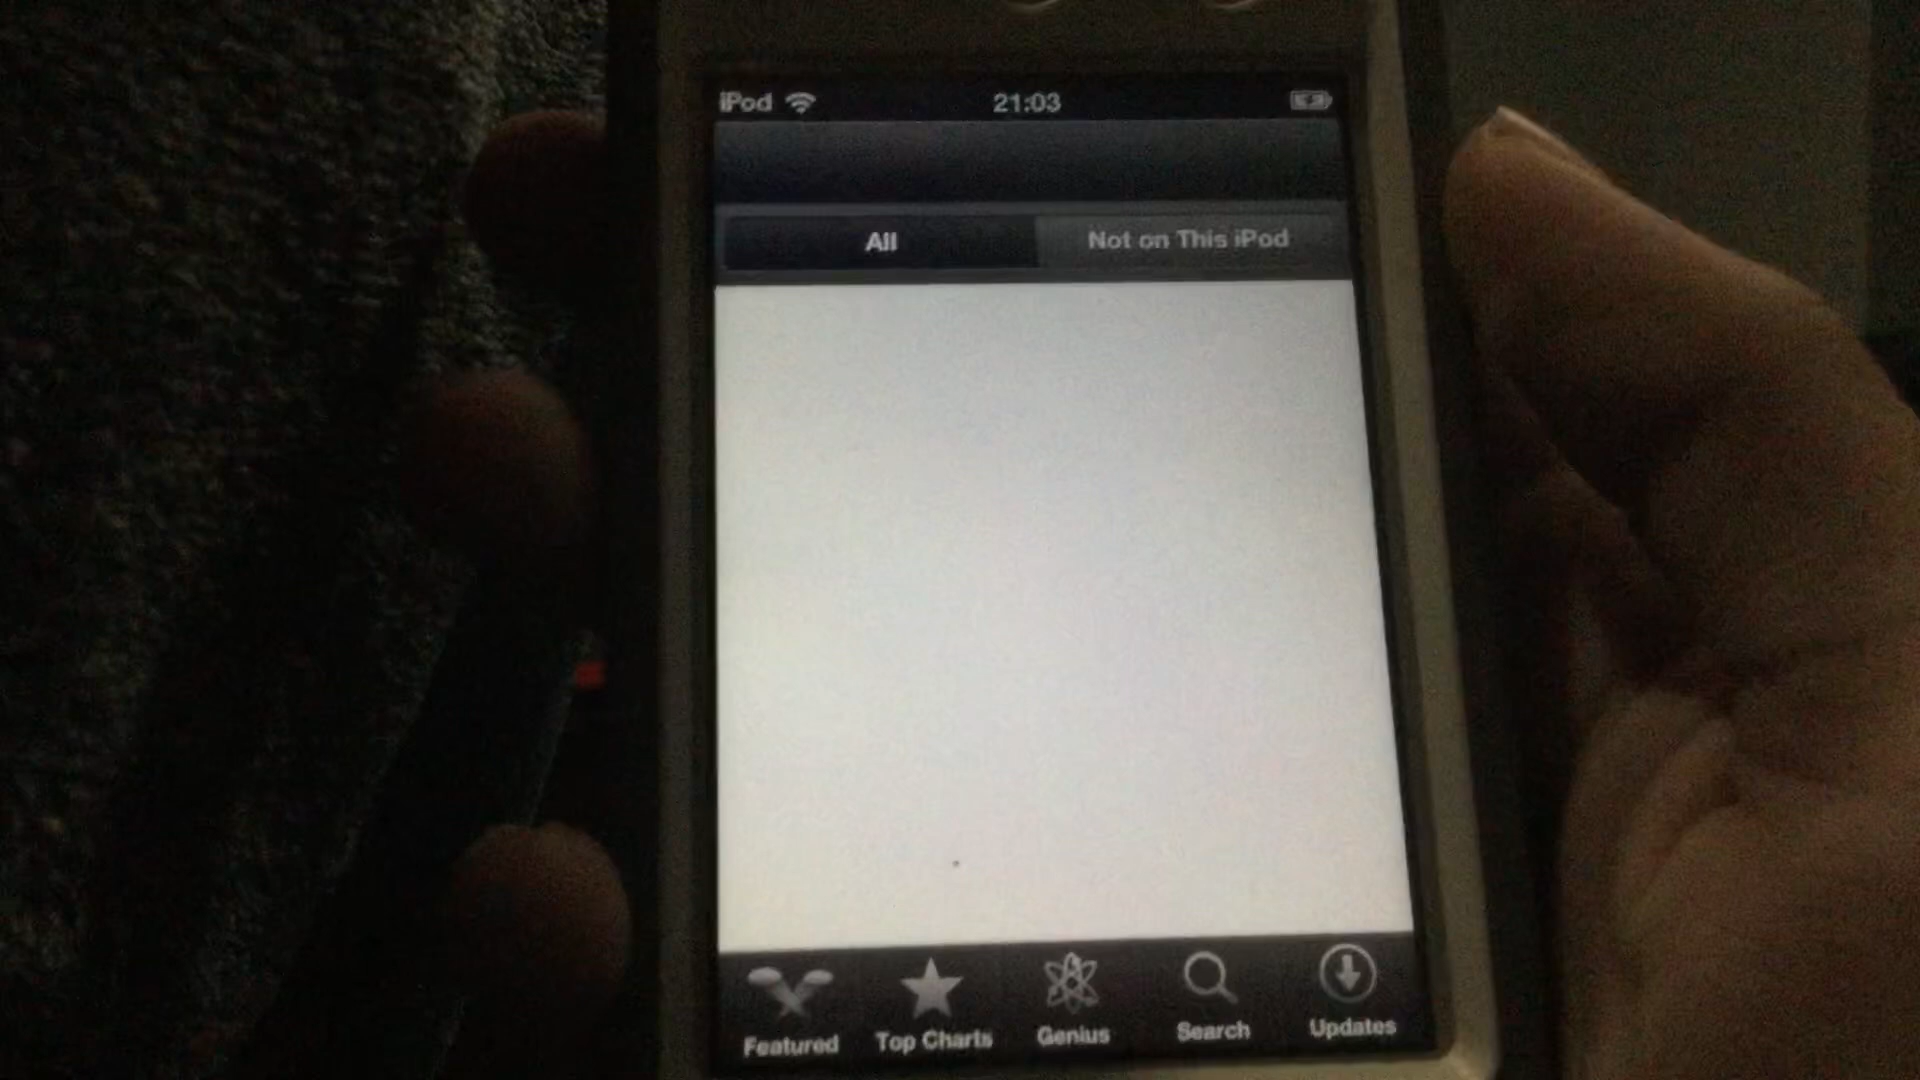 iPod 21:03
All Not on This iPod
Featured Top Charts Genius Search Updates